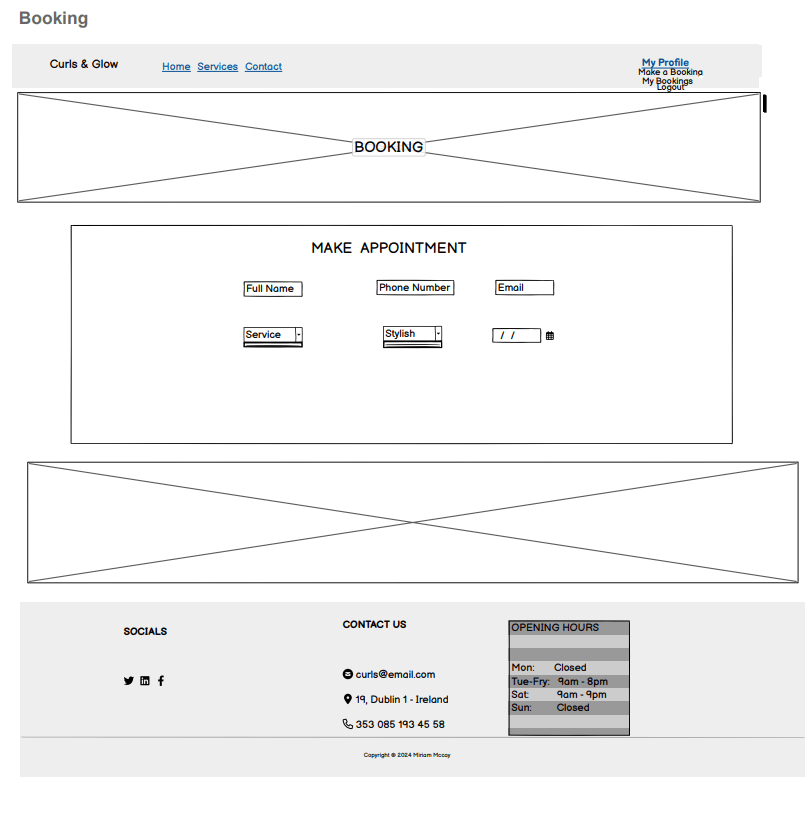 Booking
Curls & Glow
Home Services Contact
My Profile
Make a Booking
My Bookings
Logout
BOOKING
MAKE APPOINTMENT
Full Name
Phone Number
Email
Service
Stylish
/ /
SOCIALS
CONTACT US
curls@email.com
19, Dublin 1 - Ireland
353 085 193 45 58
OPENING HOURS
Mon: Closed
Tue-Fry: 9am - 8pm
Sat: 9am - 9pm
Sun: Closed
Copyright © 2024 Miriam Mccay